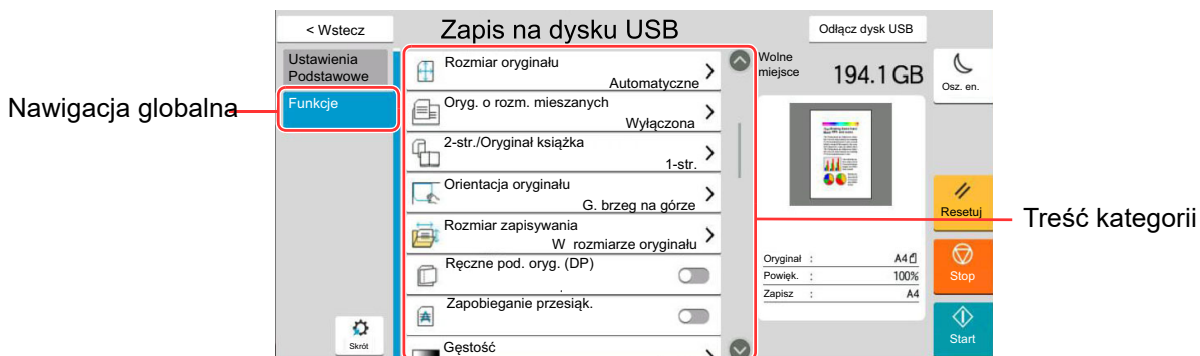 < Wstecz
Zapis na dysku USB
Odłącz dysk USB
Ustawienia
Podstawowe
Funkcje
Nawigacja globalna
Skrót
Rozmiar oryginału
Automatyczne
Oryg. o rozm. mieszanych
Wyłączona
2-str./Oryginał książka
1-str.
Orientacja oryginału
G. brzeg na górze
Rozmiar zapisywania
W rozmiarze oryginału
Ręczne pod. oryg. (DP)
.
Zapobieganie przesiąk.
Gęstość
Wolne
miejsce
194.1 GB
Oryginał : A4
Powięk. : 100%
Zapisz : A4
Osz. en.
Resetuj
Stop
Start
Treść kategorii